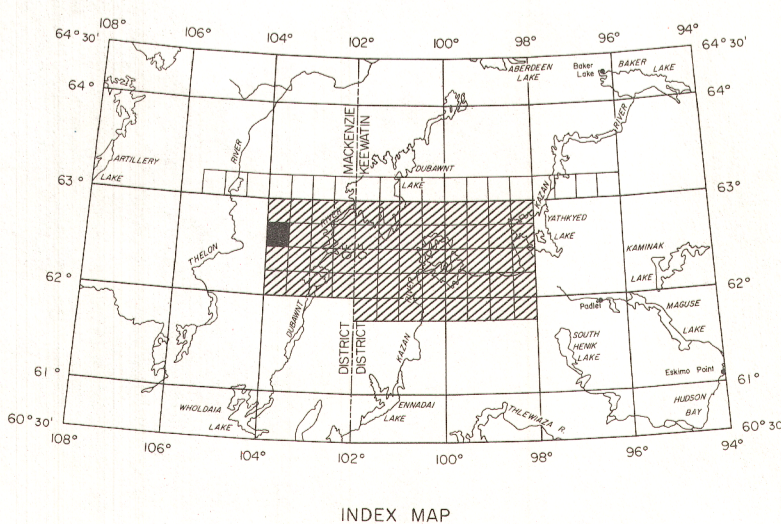 108° 106° 104° 102° 100° 98° 96° 94°
64° 30' 64° 30'
ABERDEEN
LAKE
Baker
Lake
BAKER
LAKE
64° 64°
MACKENZIE
KEEWATIN
RIVER
RIVER
ARTILLERY
LAKE
DUBAWNT
LAKE
63° 63°
KAZAN
RIVER
YATHKYED
LAKE
OF
OF
THELON
KAMINAK
LAKE
62° 62°
RIVER
DUBAWNT
Padlei
MAGUSE
LAKE
DISTRICT
DISTRICT
KAZAN
SOUTH
HENIK
LAKE
Eskimo Point
61° 61°
WHOLDAIA
LAKE
ENNADAI
LAKE
THLEWIAZA R.
HUDSON
BAY
60° 30' 60° 30'
108° 106° 104° 102° 100° 98° 96° 94°
INDEX MAP